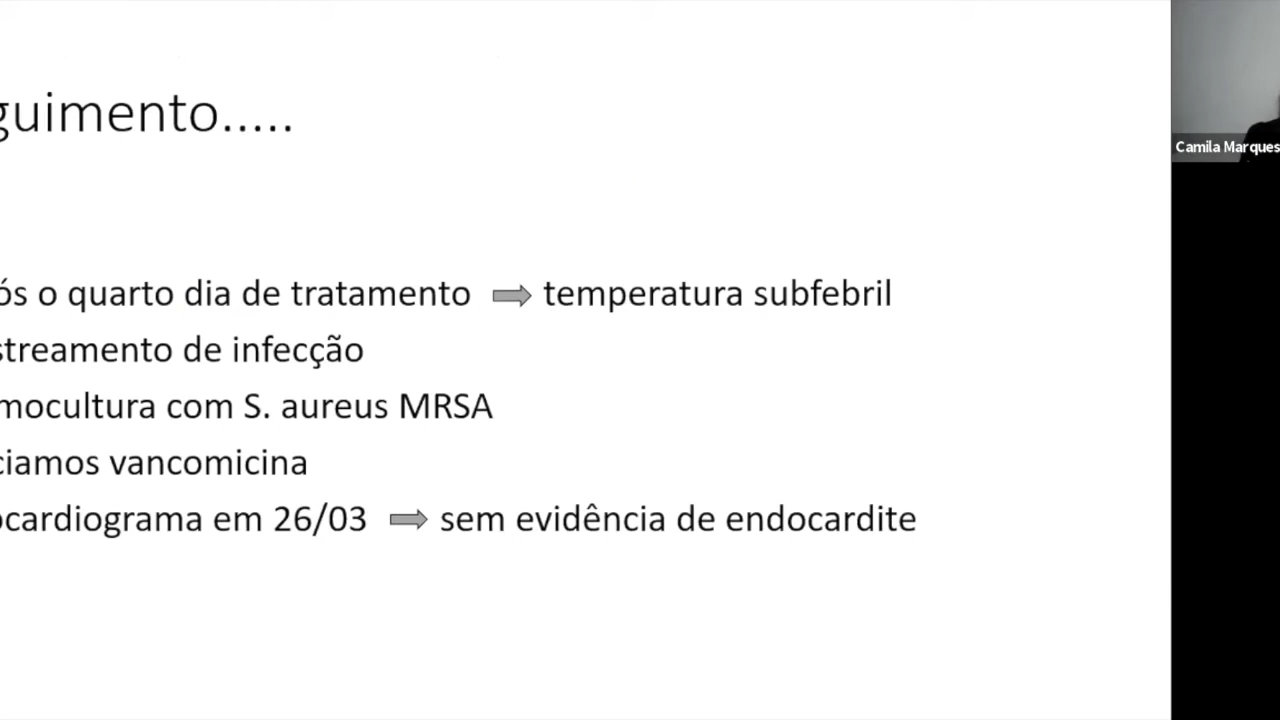 guimento.....
Camila Marques
ós o quarto dia de tratamento ➡ temperatura subfebril
streamento de infecção
mocultura com S. aureus MRSA
ciamos vancomicina
ocardiograma em 26/03 ➡ sem evidência de endocardite